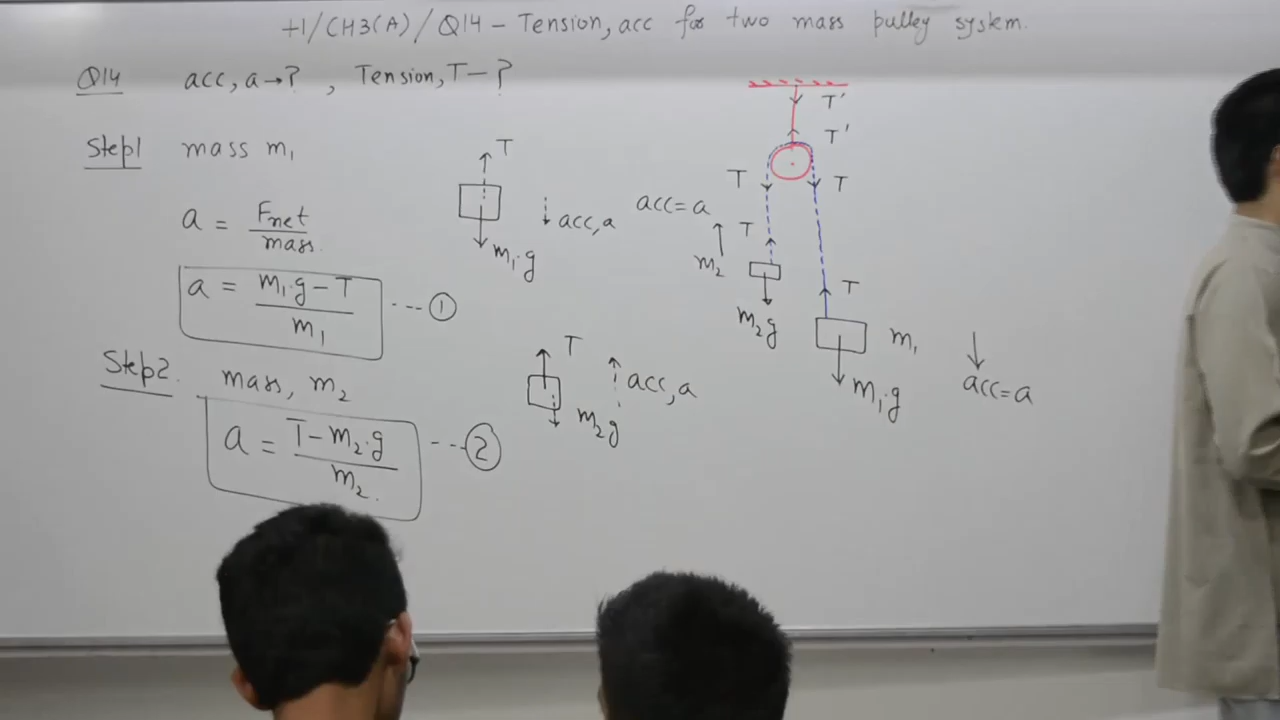 +1/CH3(A)/Q14 - Tension, acc for two mass pulley system.
Q14 acc, a→? , Tension, T-?
Step1 mass m₁
a = Fnet/mass.
a = (m₁·g - T)/m₁ ---①
Step2. mass, m₂
a = (T - m₂·g)/m₂. ---②
T
acc, a
m₁·g
T
acc, a
m₂g
T'
T'
T
T
acc = a
T
m₂
m₂g
T
m₁
m₁·g
acc = a